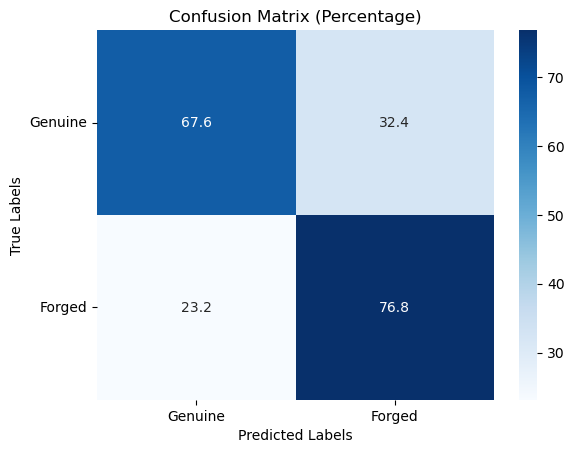 Confusion Matrix (Percentage)
True Labels
Genuine
67.6
32.4
Forged
23.2
76.8
Genuine
Forged
Predicted Labels
70
60
50
40
30